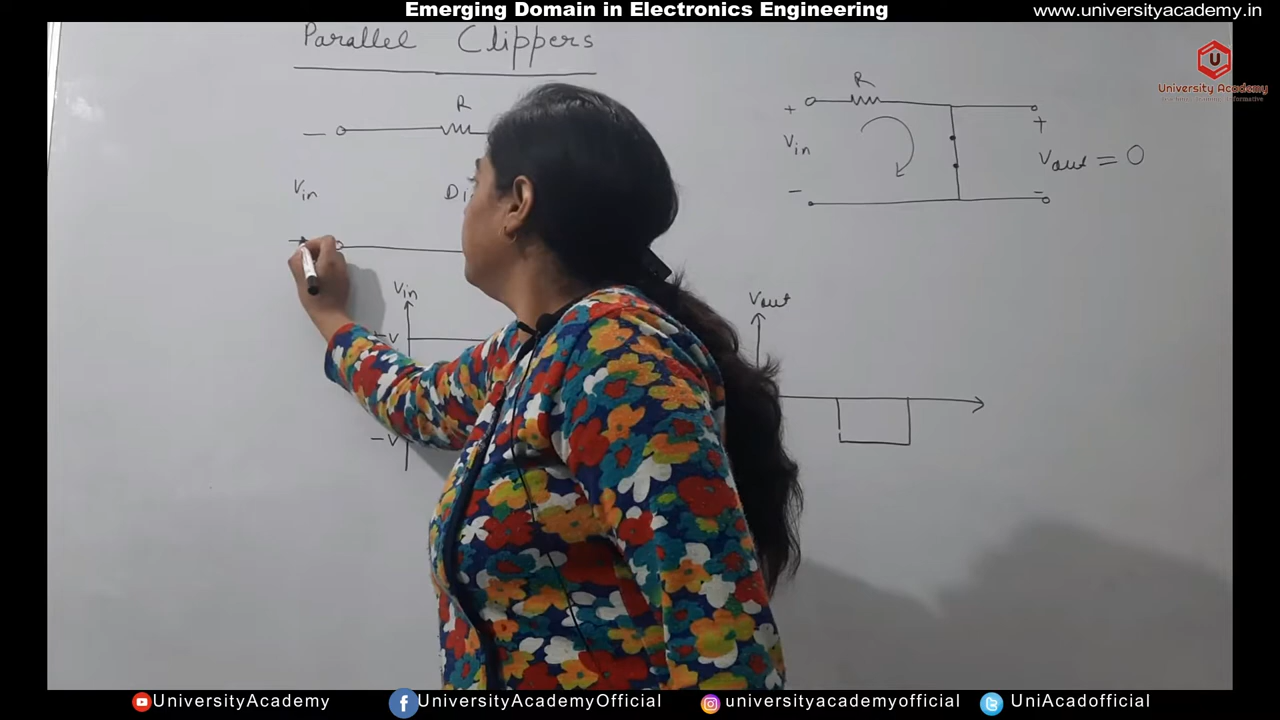 Emerging Domain in Electronics Engineering
www.universityacademy.in
Parallel Clippers
U
University Academy
R
R
−
+
+
Vin
Vout = 0
Vin
D
−
−
Vin
Vout
−V
−V
UniversityAcademy
UniversityAcademyOfficial
universityacademyofficial
UniAcadofficial